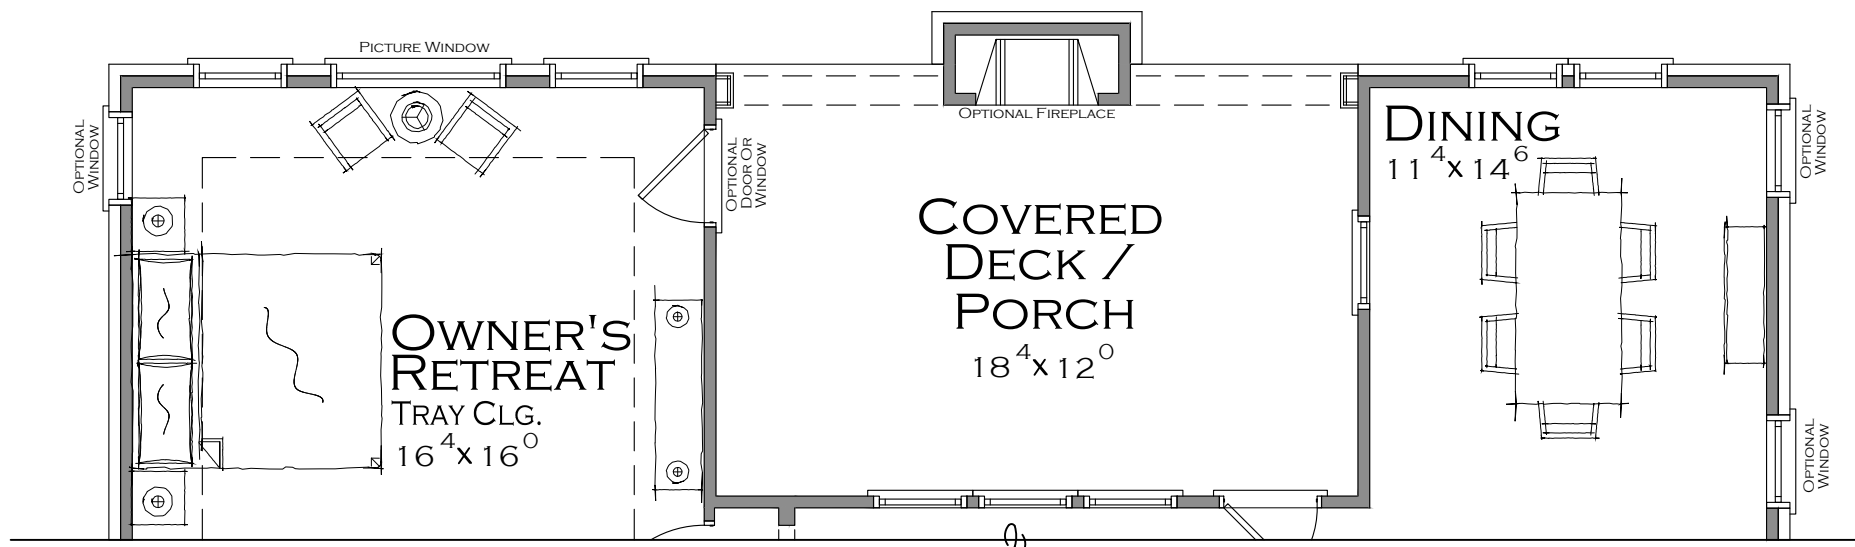 Picture Window
Optional
Window
Optional Fireplace
Optional
Door Or
Window
Dining
11⁴x14⁶
Optional
Window
Covered
Deck /
Porch
18⁴x12⁰
Owner's
Retreat
Tray Clg.
16⁴x16⁰
Optional
Window